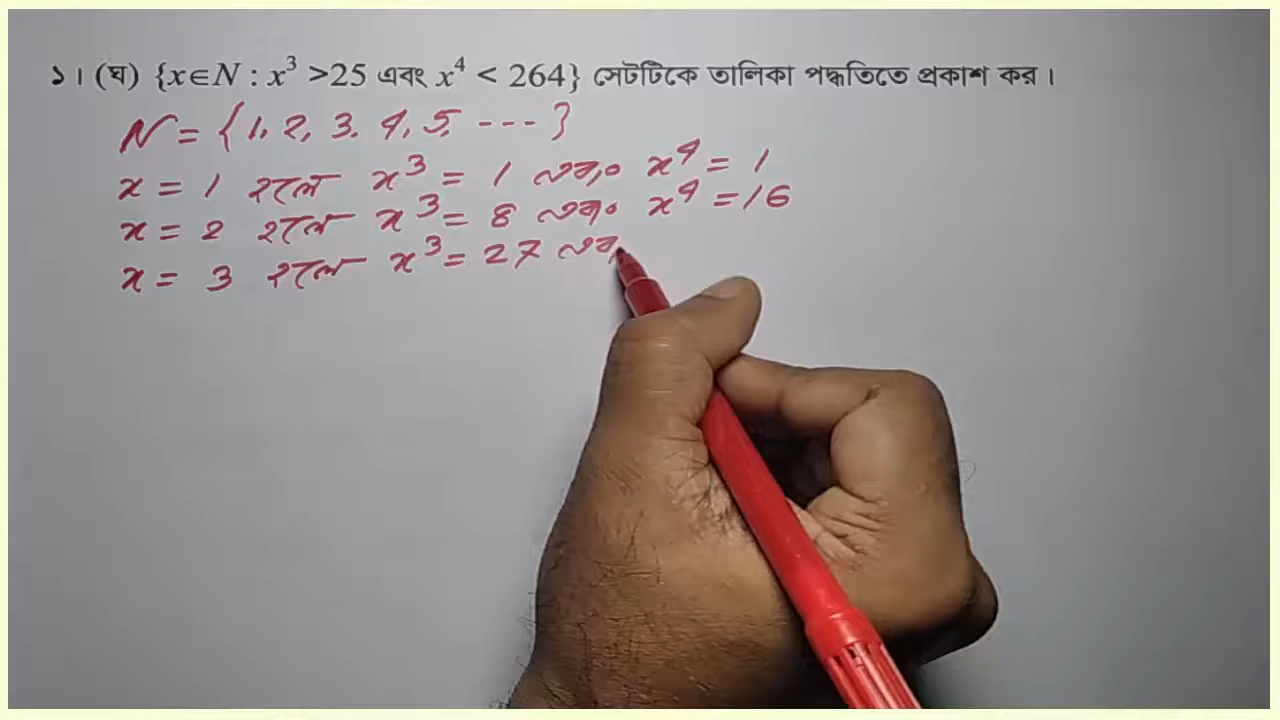 ১। (ঘ) {x∈N : x³ >25 এবং x⁴ < 264} সেটটিকে তালিকা পদ্ধতিতে প্রকাশ কর।
N = {1, 2, 3, 4, 5, ---}
x = 1 হলে x³ = 1 এবং x⁴ = 1
x = 2 হলে x³ = 8 এবং x⁴ = 16
x = 3 হলে x³ = 27 এব